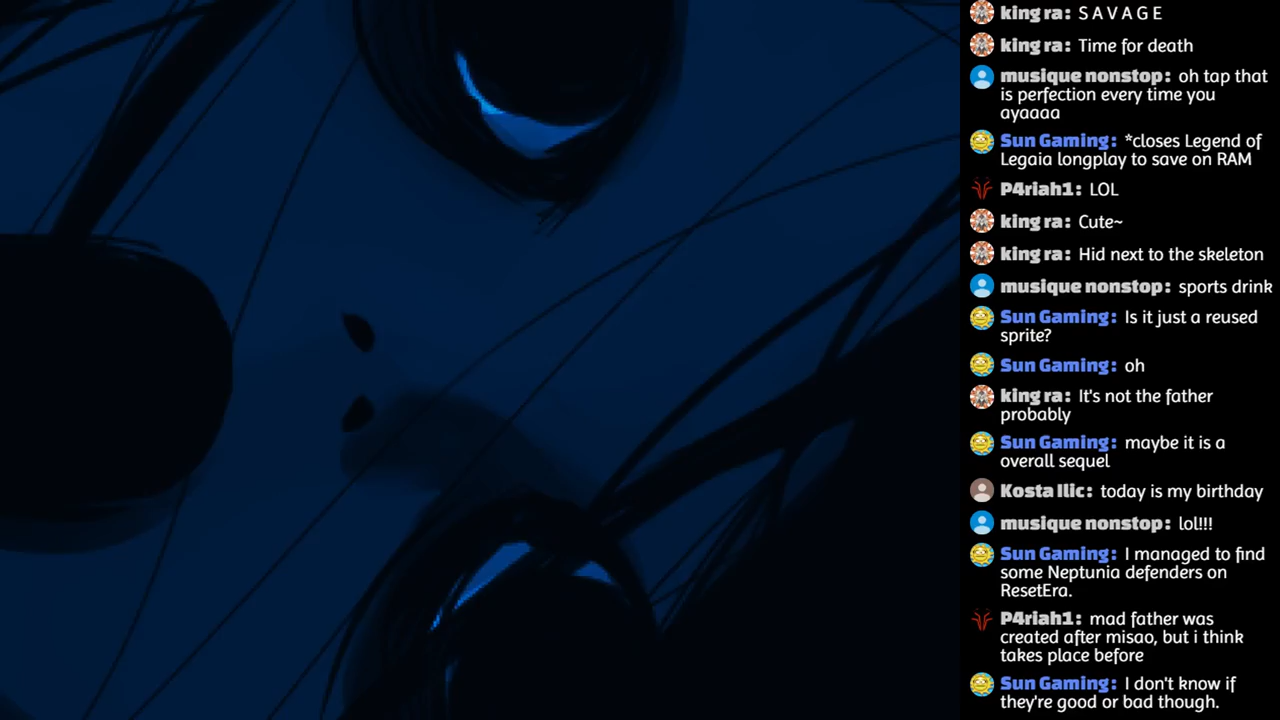 king ra: S A V A G E
king ra: Time for death
musique nonstop: oh tap that
is perfection every time you
ayaaaa
Sun Gaming: *closes Legend of
Legaia longplay to save on RAM
P4riah1: LOL
king ra: Cute~
king ra: Hid next to the skeleton
musique nonstop: sports drink
Sun Gaming: Is it just a reused
sprite?
Sun Gaming: oh
king ra: It's not the father
probably
Sun Gaming: maybe it is a
overall sequel
Kosta Ilic: today is my birthday
musique nonstop: lol!!!
Sun Gaming: I managed to find
some Neptunia defenders on
ResetEra.
P4riah1: mad father was
created after misao, but i think
takes place before
Sun Gaming: I don't know if
they're good or bad though.